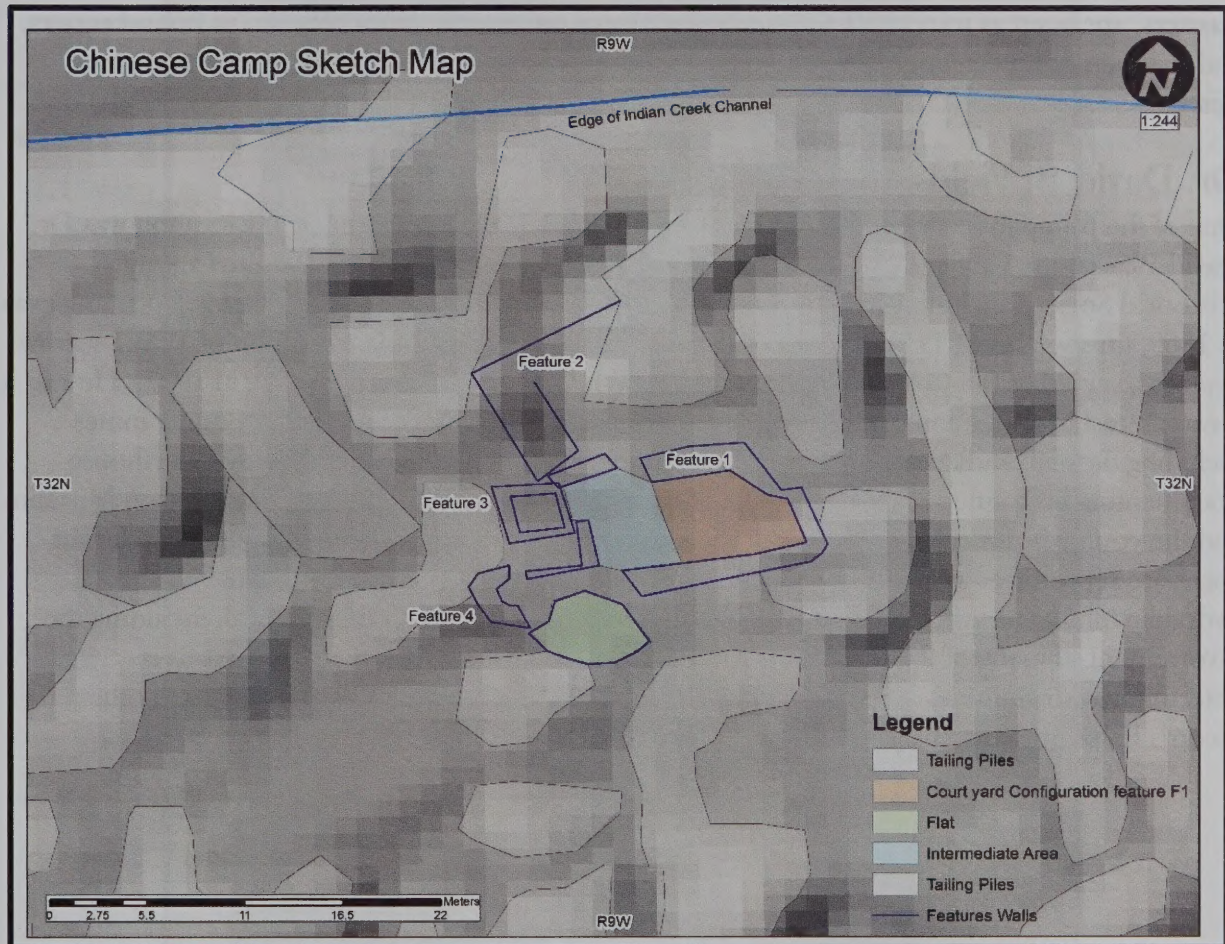 Chinese Camp Sketch Map
R9W
N
1:244
Edge of Indian Creek Channel
Feature 2
Feature 1
T32N
Feature 3
T32N
Feature 4
Legend
Tailing Piles
Court yard Configuration feature F1
Flat
Intermediate Area
Tailing Piles
Features Walls
Meters
0 2.75 5.5 11 16.5 22
R9W